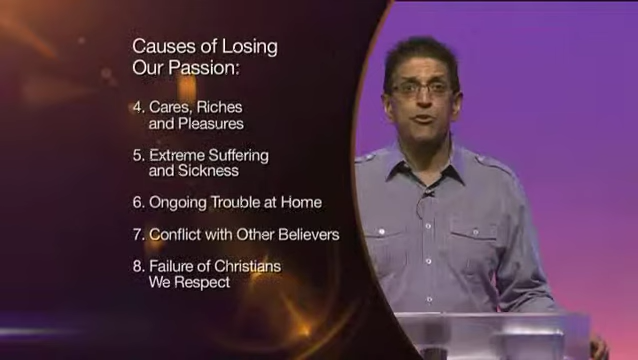 Causes of Losing
Our Passion:
4. Cares, Riches
and Pleasures
5. Extreme Suffering
and Sickness
6. Ongoing Trouble at Home
7. Conflict with Other Believers
8. Failure of Christians
We Respect